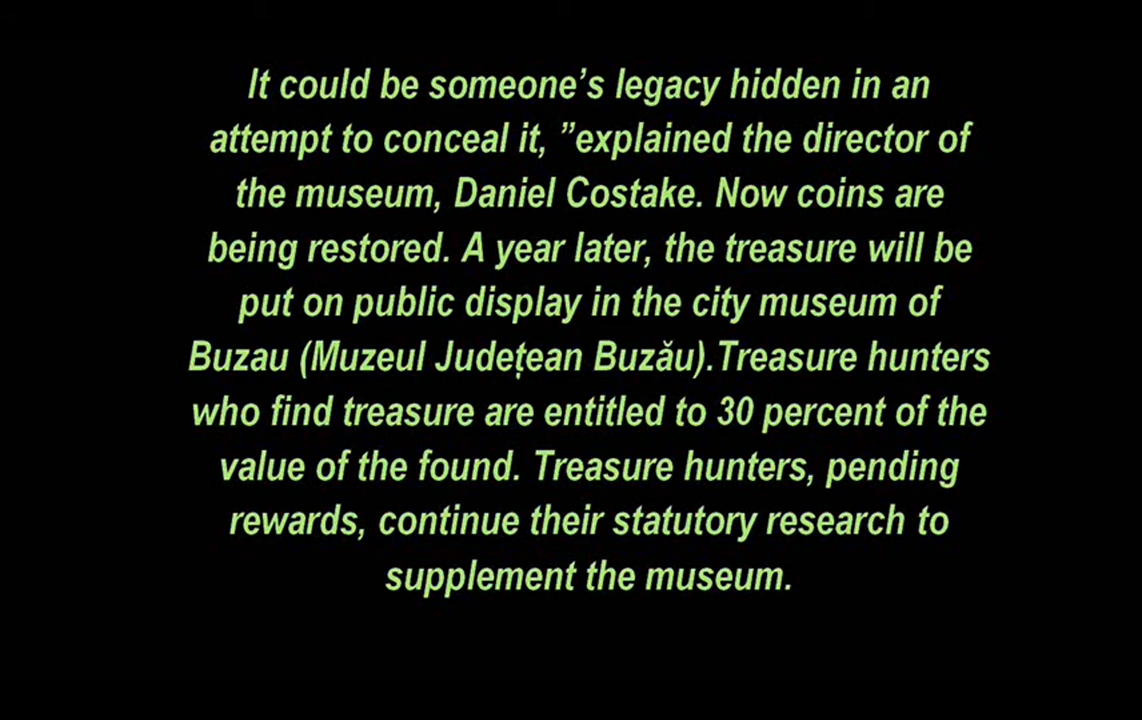 It could be someone’s legacy hidden in an
attempt to conceal it, ”explained the director of
the museum, Daniel Costake. Now coins are
being restored. A year later, the treasure will be
put on public display in the city museum of
Buzau (Muzeul Județean Buzău).Treasure hunters
who find treasure are entitled to 30 percent of the
value of the found. Treasure hunters, pending
rewards, continue their statutory research to
supplement the museum.